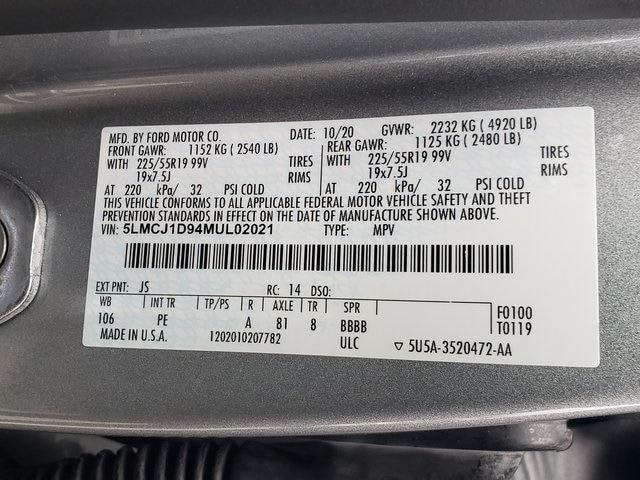 MFD. BY FORD MOTOR CO. DATE: 10/20 GVWR: 2232 KG ( 4920 LB)
FRONT GAWR: 1152 KG ( 2540 LB) REAR GAWR: 1125 KG ( 2480 LB)
WITH 225/55R19 99V TIRES WITH 225/55R19 99V TIRES
19x7.5J RIMS 19x7.5J RIMS
AT 220 kPa/ 32 PSI COLD AT 220 kPa/ 32 PSI COLD
THIS VEHICLE CONFORMS TO ALL APPLICABLE FEDERAL MOTOR VEHICLE SAFETY AND THEFT
PREVENTION STANDARDS IN EFFECT ON THE DATE OF MANUFACTURE SHOWN ABOVE.
VIN: 5LMCJ1D94MUL02021 TYPE: MPV
EXT PNT: JS RC: 14 DSO:
WB INT TR TP/PS R AXLE TR SPR F0100
106 PE A 81 8 BBBB T0119
MADE IN U.S.A. 1202010207782 ULC ▽ 5U5A-3520472-AA